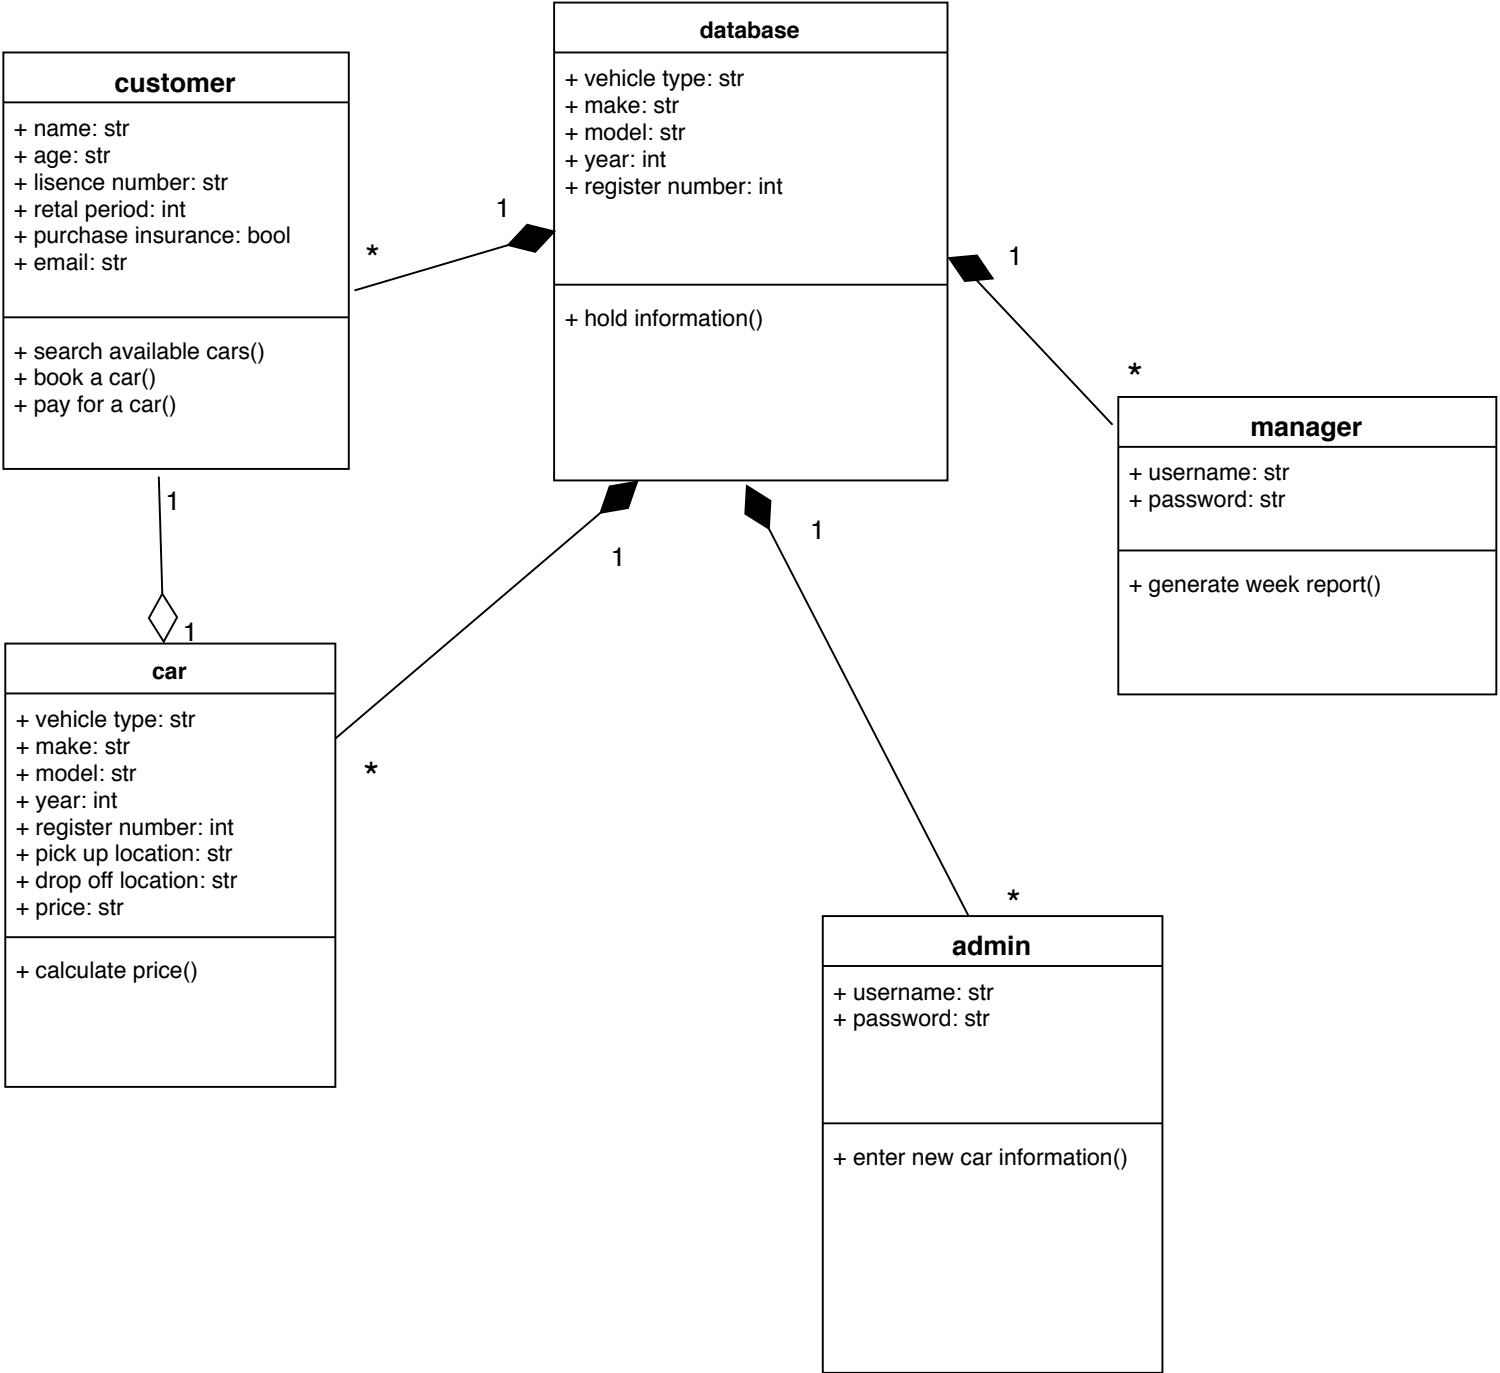 database
+ vehicle type: str
+ make: str
+ model: str
+ year: int
+ register number: int
+ hold information()
customer
+ name: str
+ age: str
+ lisence number: str
+ retal period: int
+ purchase insurance: bool
+ email: str
+ search available cars()
+ book a car()
+ pay for a car()
1
*
1
*
manager
+ username: str
+ password: str
+ generate week report()
1
1
1
*
1
*
car
+ vehicle type: str
+ make: str
+ model: str
+ year: int
+ register number: int
+ pick up location: str
+ drop off location: str
+ price: str
+ calculate price()
admin
+ username: str
+ password: str
+ enter new car information()